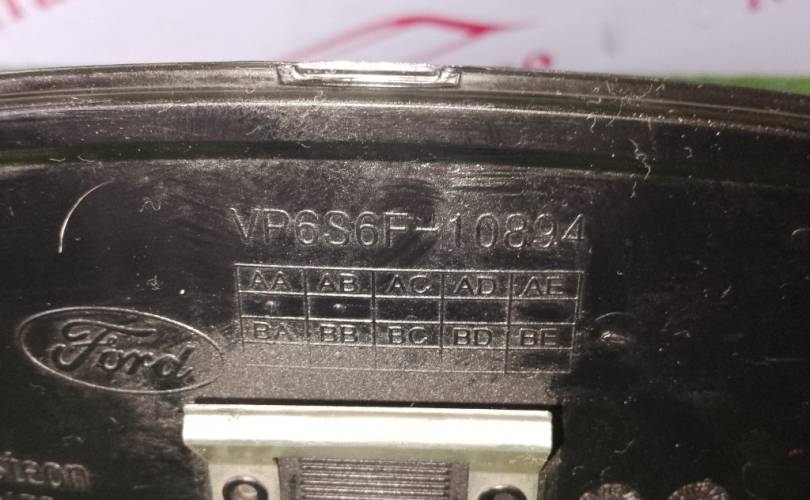 VP6S6F-10894
AA AB AC AD AE
BA BB BC BD BE
Ford